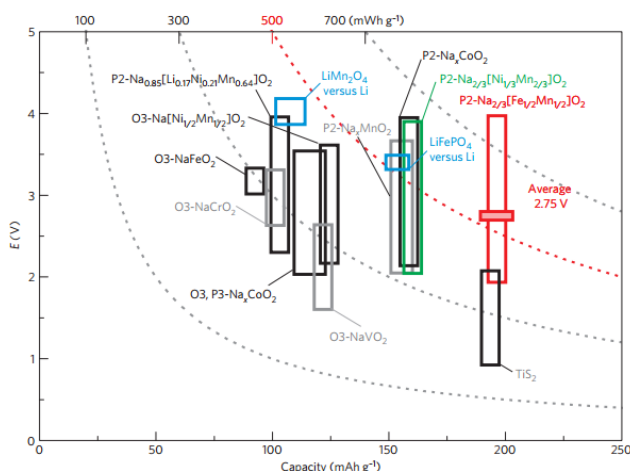 100 300 500 700 (mWh g⁻¹)
P2-NaₓCoO₂
P2-Na₀.₈₅[Li₀.₁₇Ni₀.₂₁Mn₀.₆₄]O₂
LiMn₂O₄
versus Li
P2-Na₂/₃[Ni₁/₃Mn₂/₃]O₂
P2-Na₂/₃[Fe₁/₂Mn₁/₂]O₂
O3-Na[Ni₁/₂Mn₁/₂]O₂
P2-NaₓMnO₂
LiFePO₄
versus Li
O3-NaFeO₂
Average
2.75 V
O3-NaCrO₂
O3, P3-NaₓCoO₂
O3-NaVO₂
TiS₂
E (V)
5
4
3
2
1
0
0 50 100 150 200 250
Capacity (mAh g⁻¹)